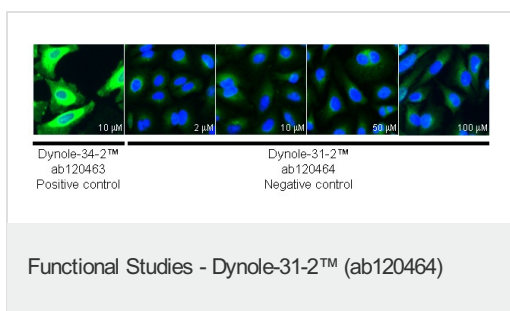 10 µM 2 µM 10 µM 50 µM 100 µM
Dynole-34-2™ Dynole-31-2™
ab120463 ab120464
Positive control Negative control
Functional Studies - Dynole-31-2™ (ab120464)